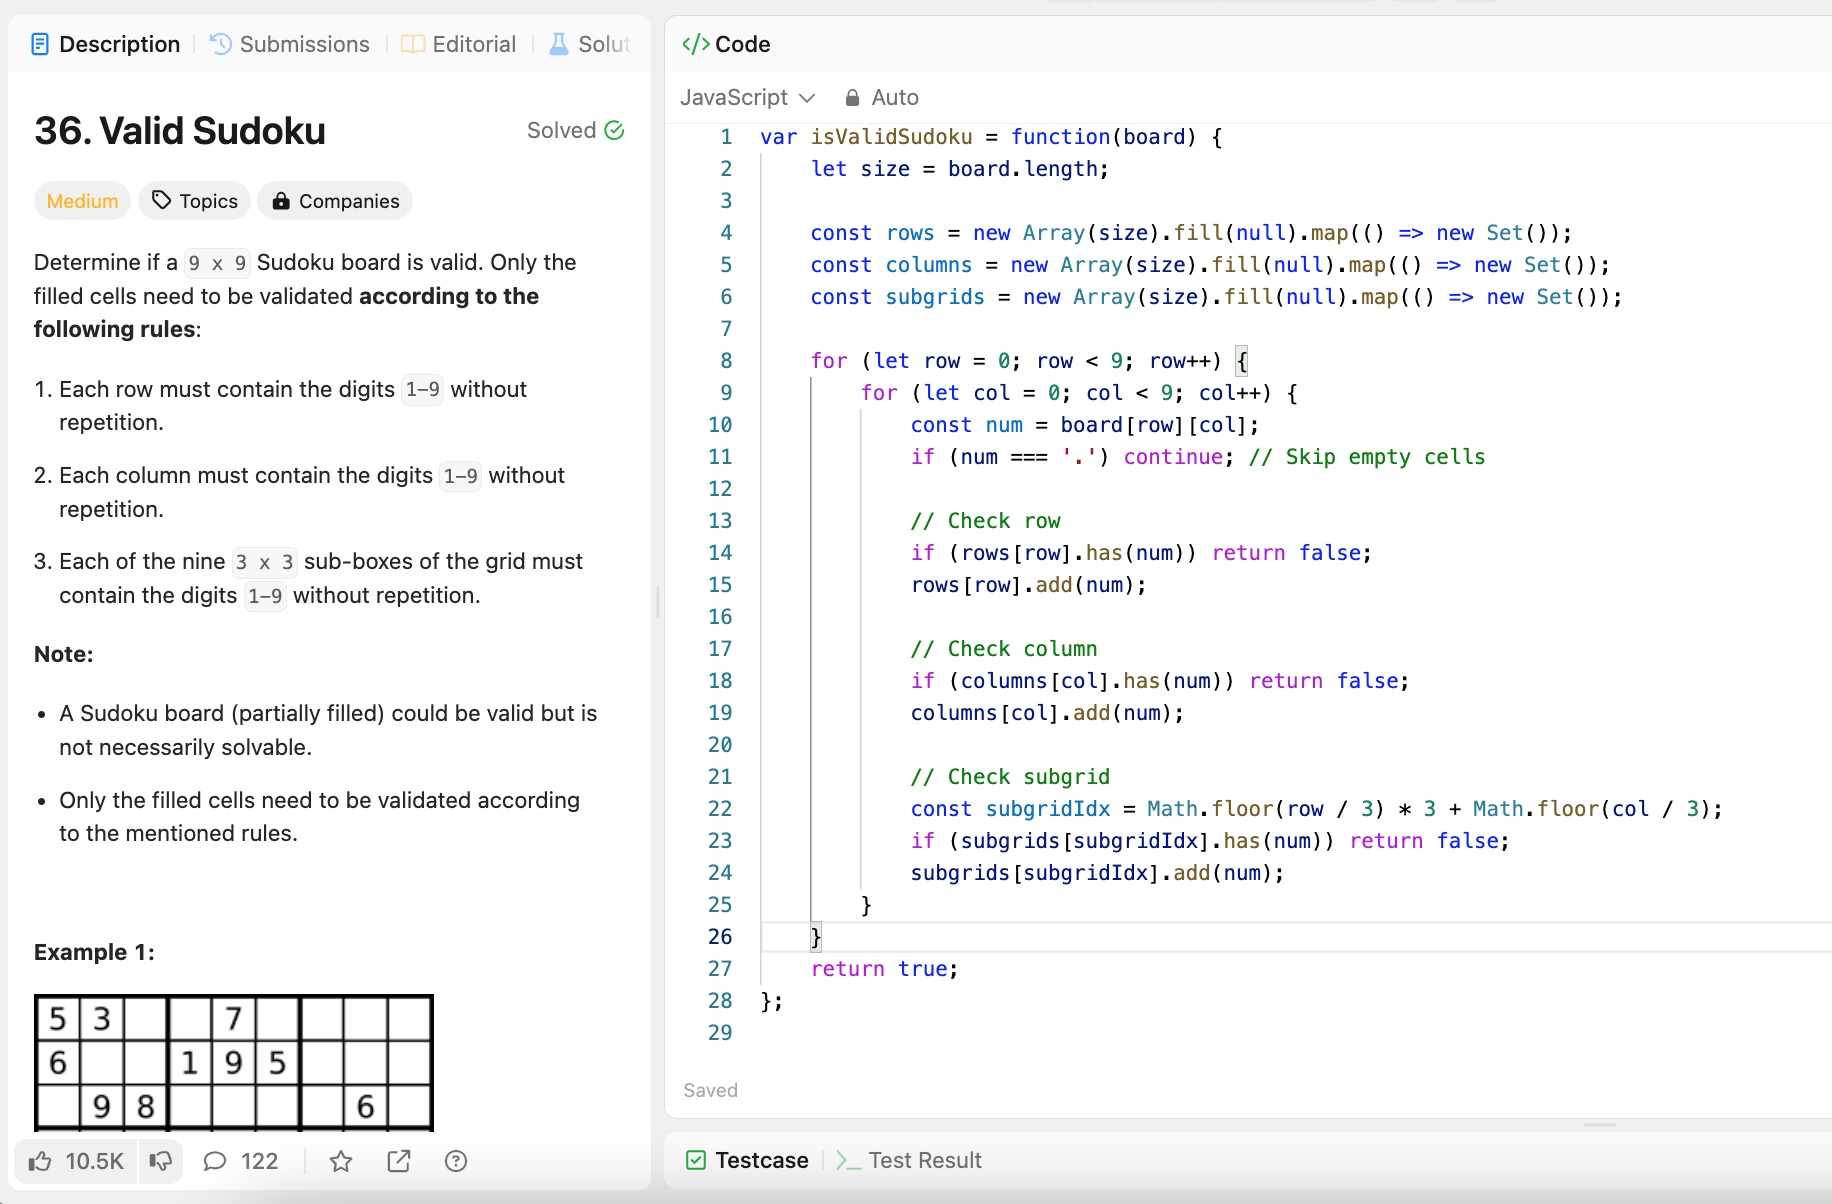 Description
Submissions
Editorial
Solut
36. Valid Sudoku
Solved
Medium
Topics
Companies
Determine if a 9 x 9 Sudoku board is valid. Only the
filled cells need to be validated according to the
following rules:
1. Each row must contain the digits 1-9 without
repetition.
2. Each column must contain the digits 1-9 without
repetition.
3. Each of the nine 3 x 3 sub-boxes of the grid must
contain the digits 1-9 without repetition.
Note:
• A Sudoku board (partially filled) could be valid but is
not necessarily solvable.
• Only the filled cells need to be validated according
to the mentioned rules.
Example 1:
5 3 7
6 1 9 5
9 8 6
10.5K
122
</> Code
JavaScript
Auto
1 var isValidSudoku = function(board) {
2     let size = board.length;
3
4     const rows = new Array(size).fill(null).map(() => new Set());
5     const columns = new Array(size).fill(null).map(() => new Set());
6     const subgrids = new Array(size).fill(null).map(() => new Set());
7
8     for (let row = 0; row < 9; row++) {
9         for (let col = 0; col < 9; col++) {
10             const num = board[row][col];
11             if (num === '.') continue; // Skip empty cells
12
13             // Check row
14             if (rows[row].has(num)) return false;
15             rows[row].add(num);
16
17             // Check column
18             if (columns[col].has(num)) return false;
19             columns[col].add(num);
20
21             // Check subgrid
22             const subgridIdx = Math.floor(row / 3) * 3 + Math.floor(col / 3);
23             if (subgrids[subgridIdx].has(num)) return false;
24             subgrids[subgridIdx].add(num);
25         }
26     }
27     return true;
28 };
29
Saved
Testcase
Test Result